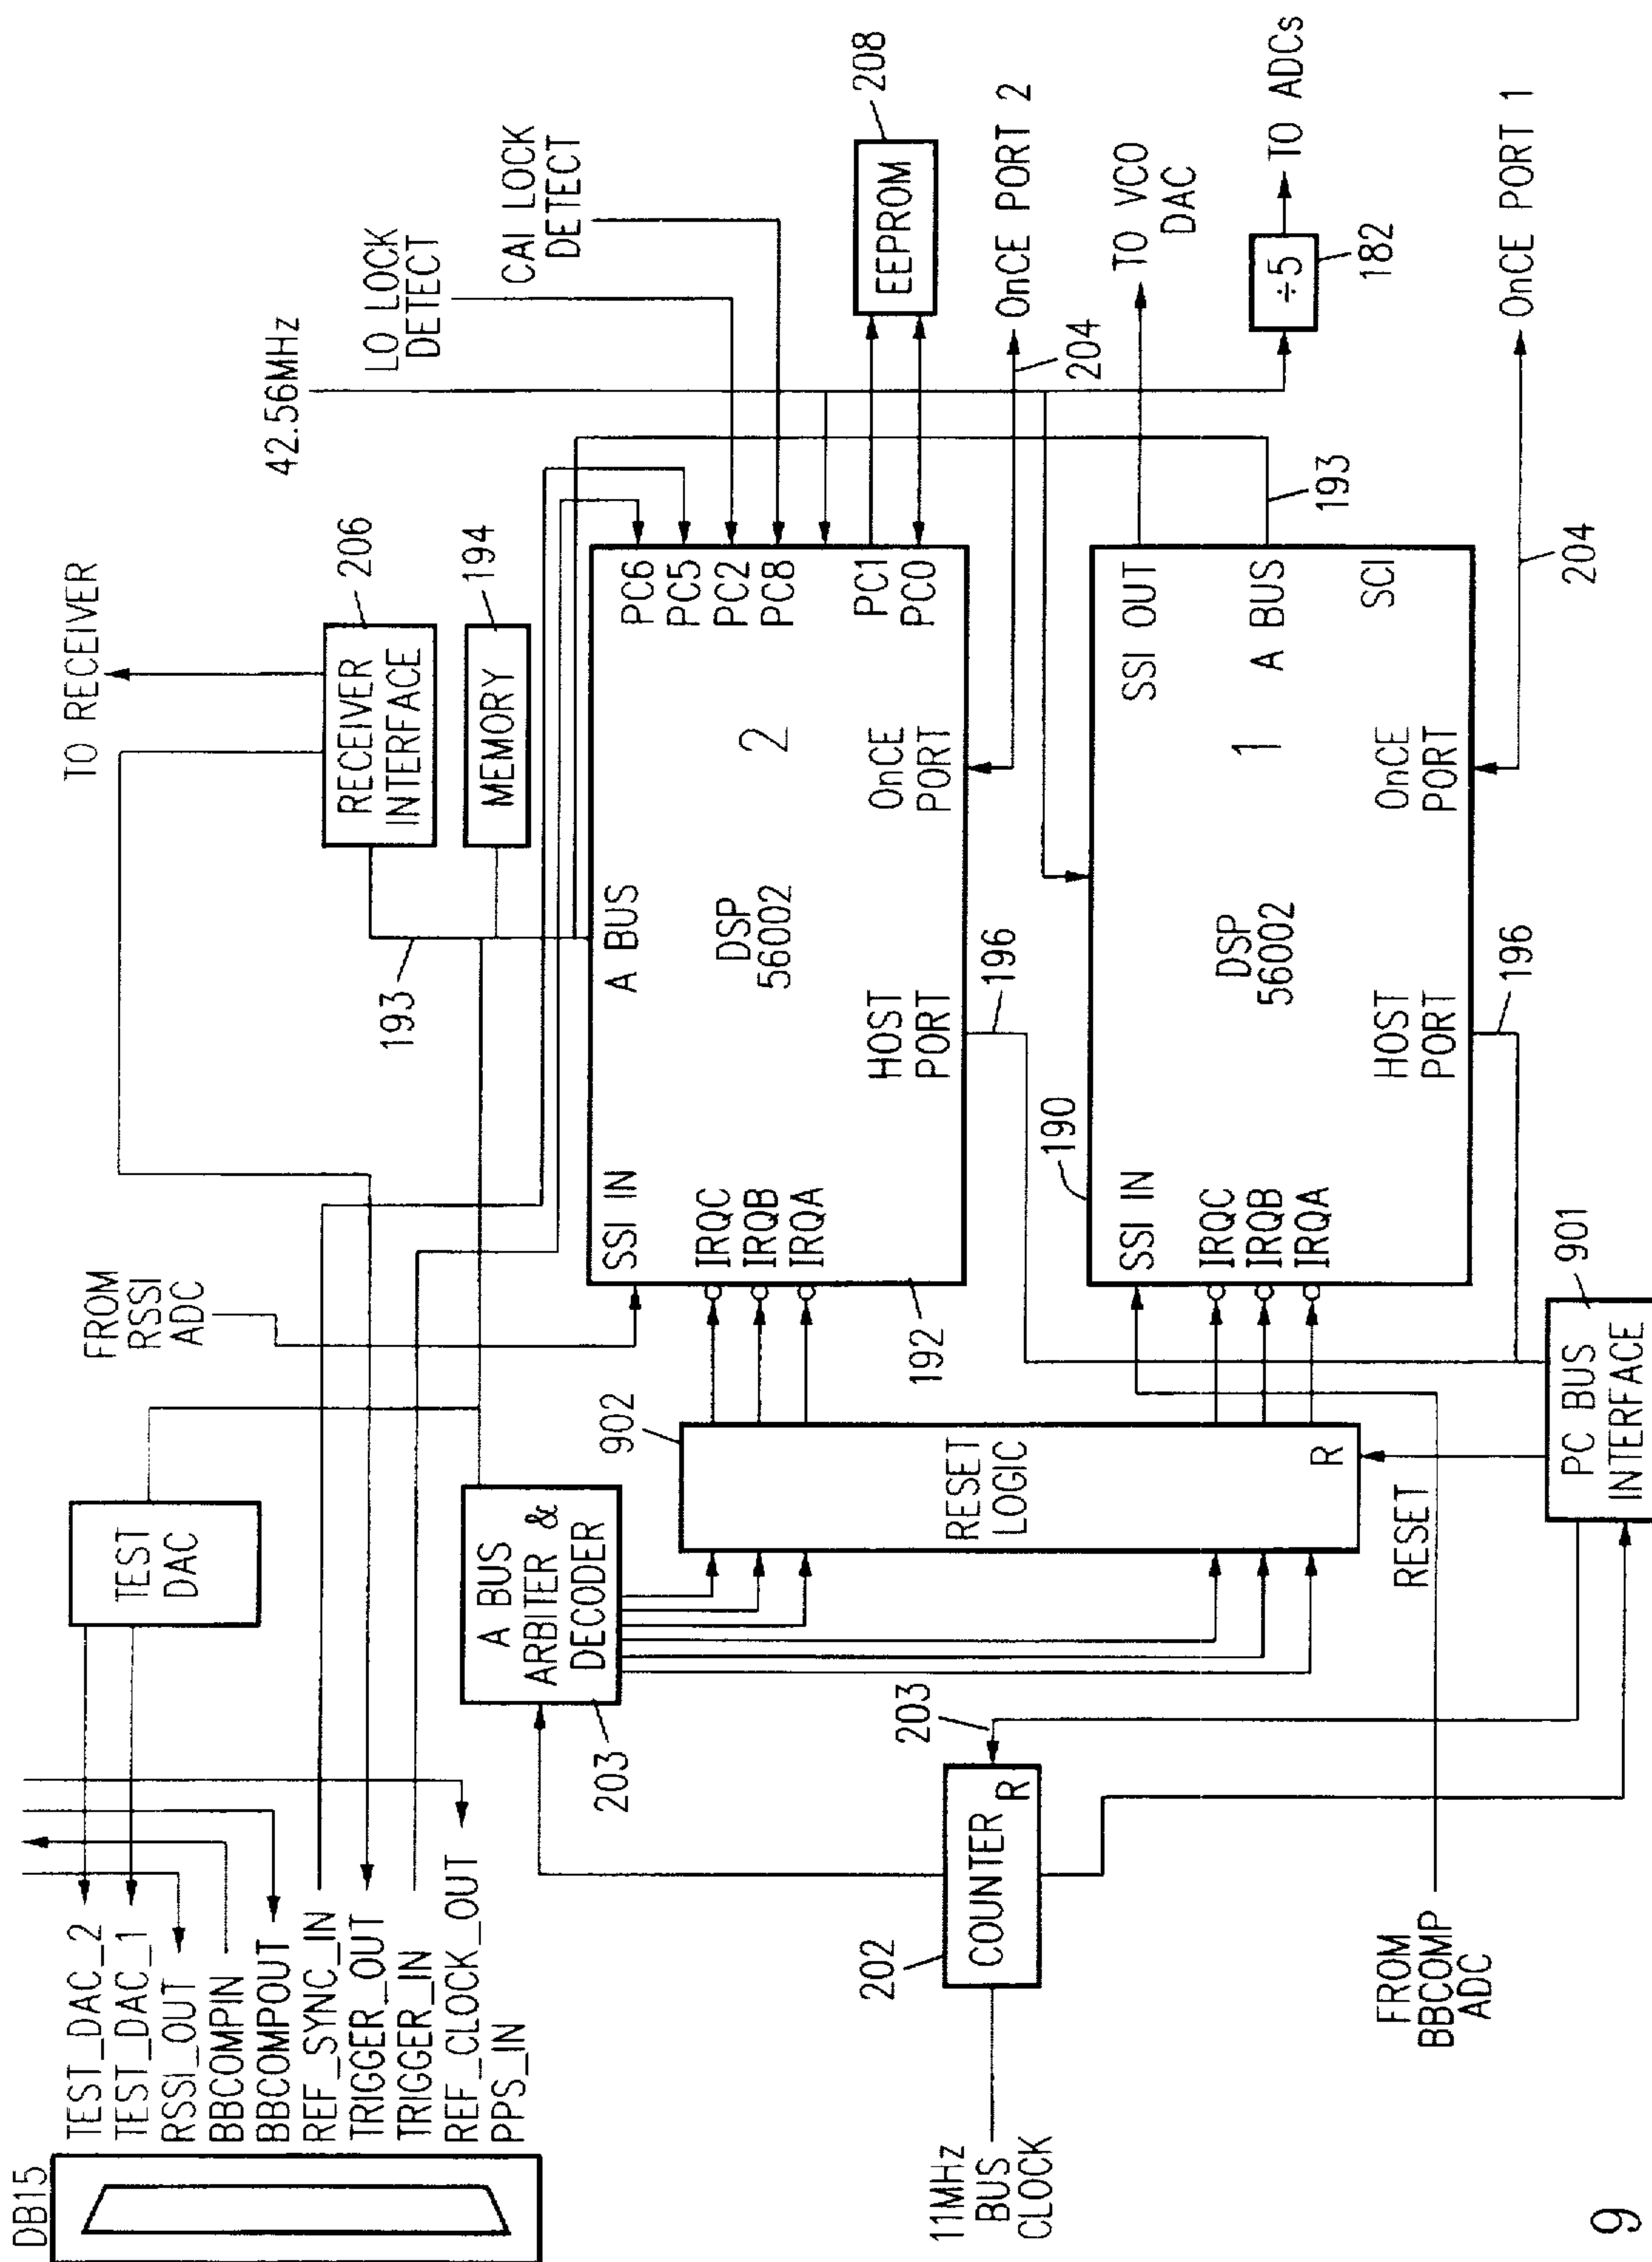 DB15
TEST_DAC_2
TEST_DAC_1
RSSI_OUT
BBCOMPIN
BBCOMPOUT
REF_SYNC_IN
TRIGGER_OUT
TRIGGER_IN
REF_CLOCK_OUT
PPS_IN
TEST
DAC
FROM
RSSI
ADC
TO RECEIVER
RECEIVER
INTERFACE
206
MEMORY
194
193
42.56MHz
LO LOCK
DETECT
CAI LOCK
DETECT
A BUS
ARBITER &
DECODER
203
902
RESET
LOGIC
R
SSI IN
IRQC
IRQB
IRQA
192
A BUS
DSP
56002
2
HOST
PORT
OnCE
PORT
PC6
PC5
PC2
PC8
PC1
PC0
EEPROM
208
OnCE PORT 2
204
196
190
SSI IN
IRQC
IRQB
IRQA
DSP
56002
1
HOST
PORT
OnCE
PORT
SSI OUT
A BUS
SCI
193
TO VCO
DAC
÷5
182
TO ADCs
OnCE PORT 1
204
196
11MHz
BUS
CLOCK
202
COUNTER
R
203
FROM
BBCOMP
ADC
RESET
PC BUS
INTERFACE
901
9